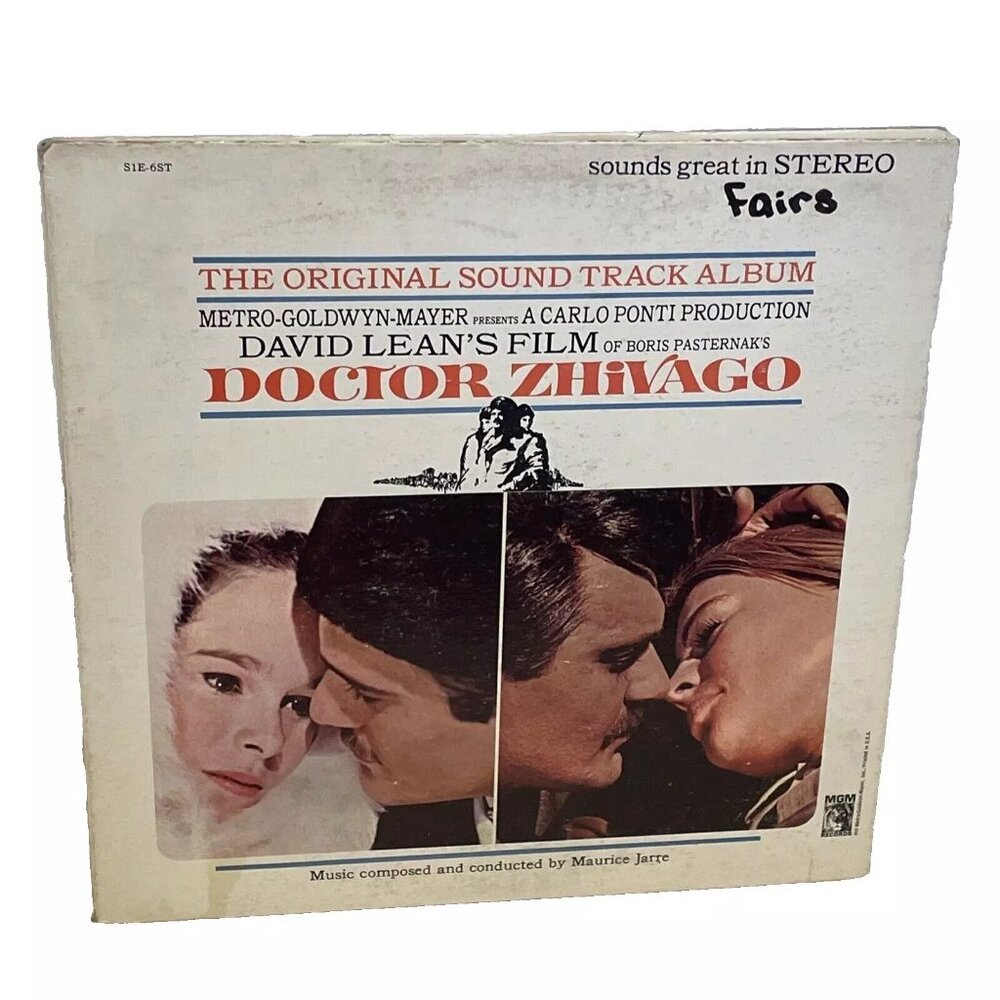 S1E-6ST
sounds great in STEREO
Fairs
THE ORIGINAL SOUND TRACK ALBUM
METRO-GOLDWYN-MAYER PRESENTS A CARLO PONTI PRODUCTION
DAVID LEAN'S FILM OF BORIS PASTERNAK'S
DOCTOR ZHiVAGO
MGM
Music composed and conducted by Maurice Jarre